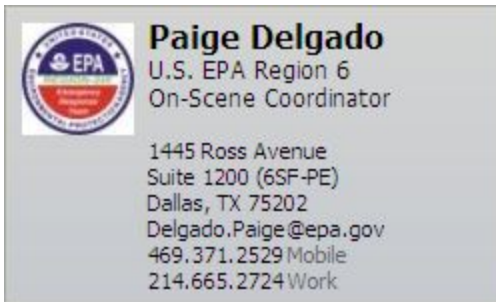 EPA
Paige Delgado
U.S. EPA Region 6
On-Scene Coordinator
1445 Ross Avenue
Suite 1200 (6SF-PE)
Dallas, TX 75202
Delgado.Paige@epa.gov
469.371.2529 Mobile
214.665.2724 Work